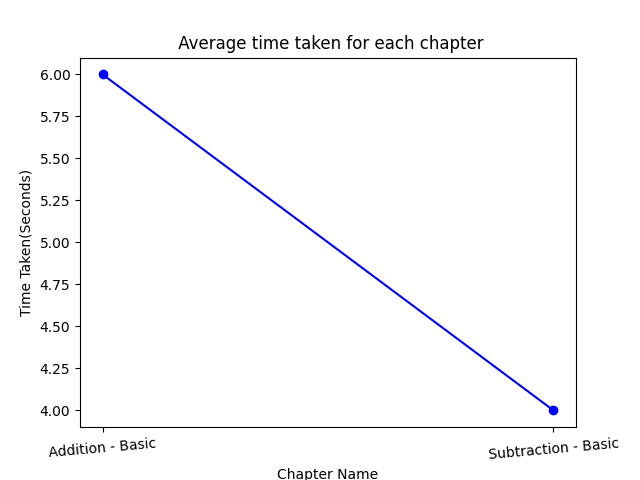 Average time taken for each chapter
Time Taken(Seconds)
6.00
5.75
5.50
5.25
5.00
4.75
4.50
4.25
4.00
Addition - Basic
Subtraction - Basic
Chapter Name